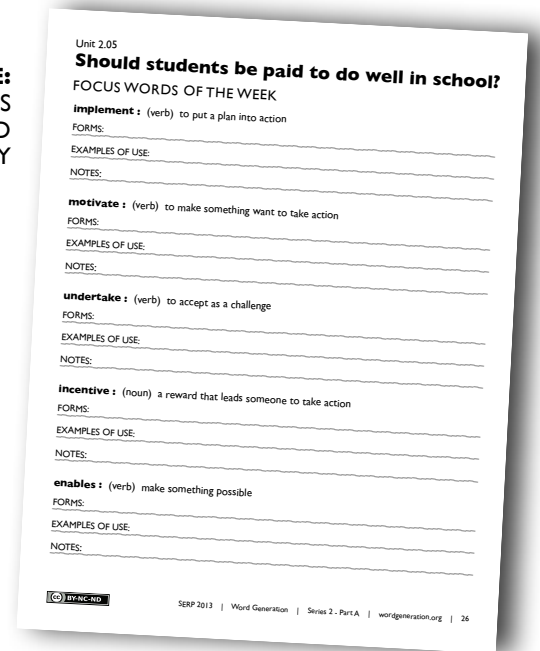 E:
S
D
Y
Unit 2.05
Should students be paid to do well in school?
FOCUS WORDS OF THE WEEK
implement : (verb) to put a plan into action
FORMS:
EXAMPLES OF USE:
NOTES:
motivate : (verb) to make something want to take action
FORMS:
EXAMPLES OF USE:
NOTES:
undertake : (verb) to accept as a challenge
FORMS:
EXAMPLES OF USE:
NOTES:
incentive : (noun) a reward that leads someone to take action
FORMS:
EXAMPLES OF USE:
NOTES:
enables : (verb) make something possible
FORMS:
EXAMPLES OF USE:
NOTES:
cc BY-NC-ND SERP 2013 | Word Generation | Series 2 - Part A | wordgeneration.org | 26